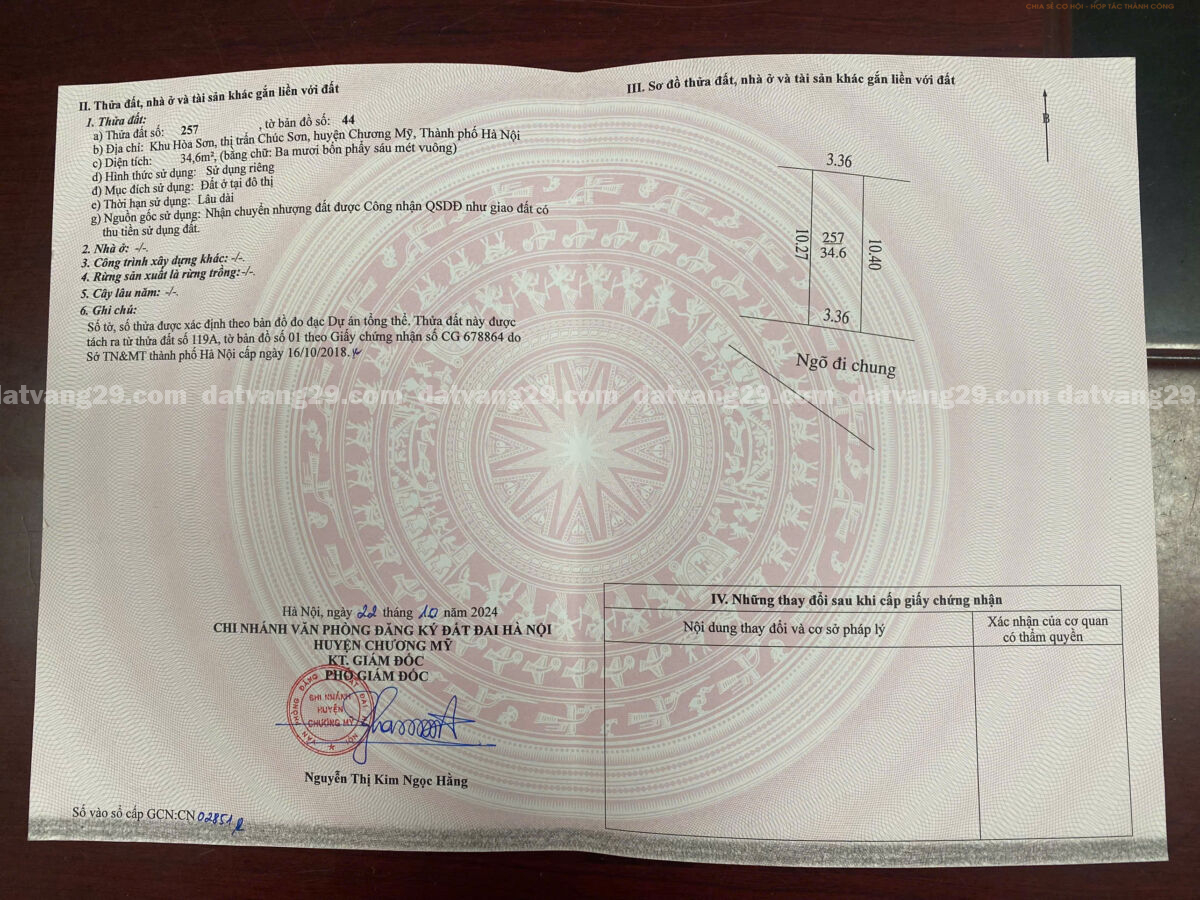 CHIA SẺ CƠ HỘI - HỢP TÁC THÀNH CÔNG
II. Thửa đất, nhà ở và tài sản khác gắn liền với đất
1. Thửa đất:
a) Thửa đất số: 257 , tờ bản đồ số: 44
b) Địa chỉ: Khu Hòa Sơn, thị trấn Chúc Sơn, huyện Chương Mỹ, Thành phố Hà Nội
c) Diện tích: 34,6m², (bằng chữ: Ba mươi bốn phẩy sáu mét vuông)
d) Hình thức sử dụng: Sử dụng riêng
đ) Mục đích sử dụng: Đất ở tại đô thị
e) Thời hạn sử dụng: Lâu dài
g) Nguồn gốc sử dụng: Nhận chuyển nhượng đất được Công nhận QSDĐ như giao đất có
thu tiền sử dụng đất.
2. Nhà ở: -/-.
3. Công trình xây dựng khác: -/-.
4. Rừng sản xuất là rừng trồng:-/-.
5. Cây lâu năm: -/-.
6. Ghi chú:
Số tờ, số thửa được xác định theo bản đồ đo đạc Dự án tổng thể. Thửa đất này được
tách ra từ thửa đất số 119A, tờ bản đồ số 01 theo Giấy chứng nhận số CG 678864 do
Sở TN&MT thành phố Hà Nội cấp ngày 16/10/2018.
III. Sơ đồ thửa đất, nhà ở và tài sản khác gắn liền với đất
B
3.36
10.27
257
34.6
10.40
3.36
Ngõ đi chung
datvang29.com datvang29.com datvang29.com datvang29.com datvang29.com datvang29
Hà Nội, ngày 22 tháng 10 năm 2024
CHI NHÁNH VĂN PHÒNG ĐĂNG KÝ ĐẤT ĐAI HÀ NỘI
HUYỆN CHƯƠNG MỸ
KT. GIÁM ĐỐC
PHÓ GIÁM ĐỐC
VĂN PHÒNG ĐĂNG KÝ ĐẤT ĐAI HÀ NỘI
CHI NHÁNH
HUYỆN
CHƯƠNG MỸ
Nguyễn Thị Kim Ngọc Hằng
Số vào sổ cấp GCN:CN 02851
IV. Những thay đổi sau khi cấp giấy chứng nhận
Nội dung thay đổi và cơ sở pháp lý
Xác nhận của cơ quan
có thẩm quyền